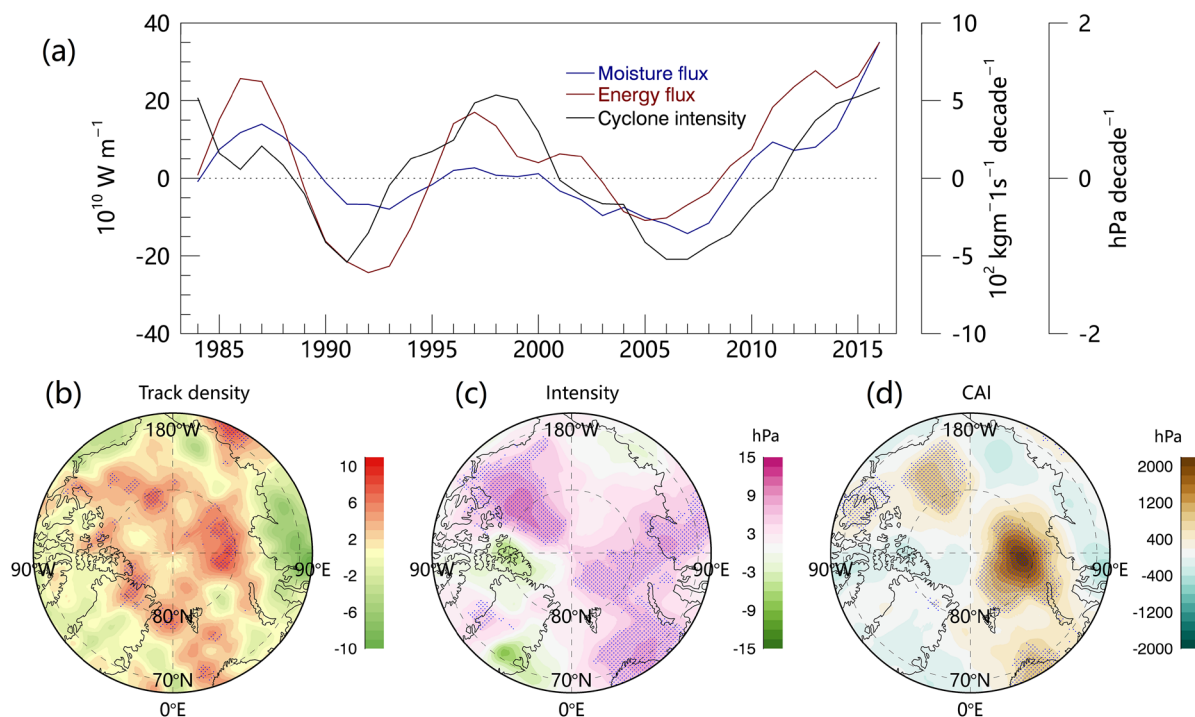 (a)
40
20
0
-20
-40
10¹⁰ W m⁻¹
Moisture flux
Energy flux
Cyclone intensity
10
5
0
-5
-10
10² kgm⁻1s⁻¹ decade⁻¹
2
0
-2
hPa decade⁻¹
1985 1990 1995 2000 2005 2010 2015
(b) Track density
180°W
90°W
90°E
80°N
70°N
0°E
10
6
2
-2
-6
-10
(c) Intensity
180°W
90°W
90°E
80°N
70°N
0°E
hPa
15
9
3
-3
-9
-15
(d) CAI
180°W
90°W
90°E
80°N
70°N
0°E
hPa
2000
1200
400
-400
-1200
-2000